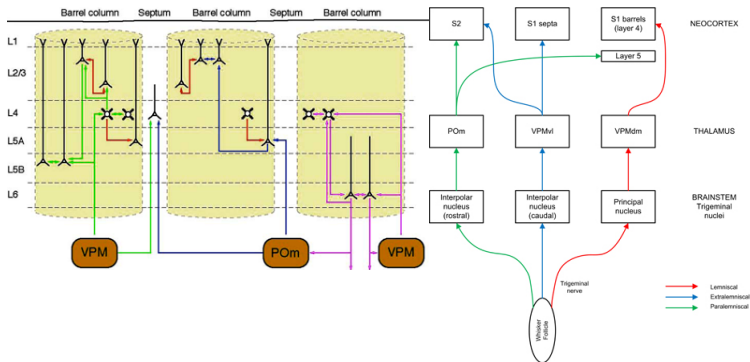 Barrel column Septum Barrel column Septum Barrel column
L1
L2/3
L4
L5A
L5B
L6
VPM
POm
VPM
S2
S1 septa
S1 barrels
(layer 4)
NEOCORTEX
Layer 5
POm
VPMvl
VPMdm
THALAMUS
Interpolar
nucleus
(rostral)
Interpolar
nucleus
(caudal)
Principal
nucleus
BRAINSTEM
Trigeminal
nuclei
Trigeminal
nerve
Whisker
Follicle
Lemniscal
Extralemniscal
Paralemniscal